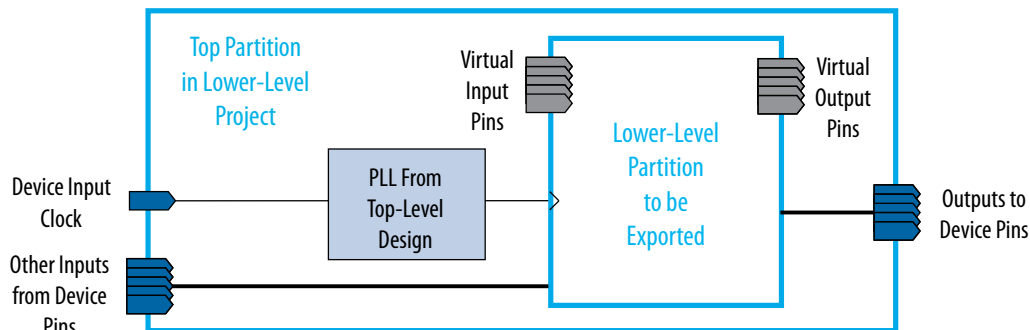 Top Partition
in Lower-Level
Project
Virtual
Input
Pins
Virtual
Output
Pins
Lower-Level
Partition
to be
Exported
Device Input
Clock
PLL From
Top-Level
Design
Outputs to
Device Pins
Other Inputs
from Device
Pins